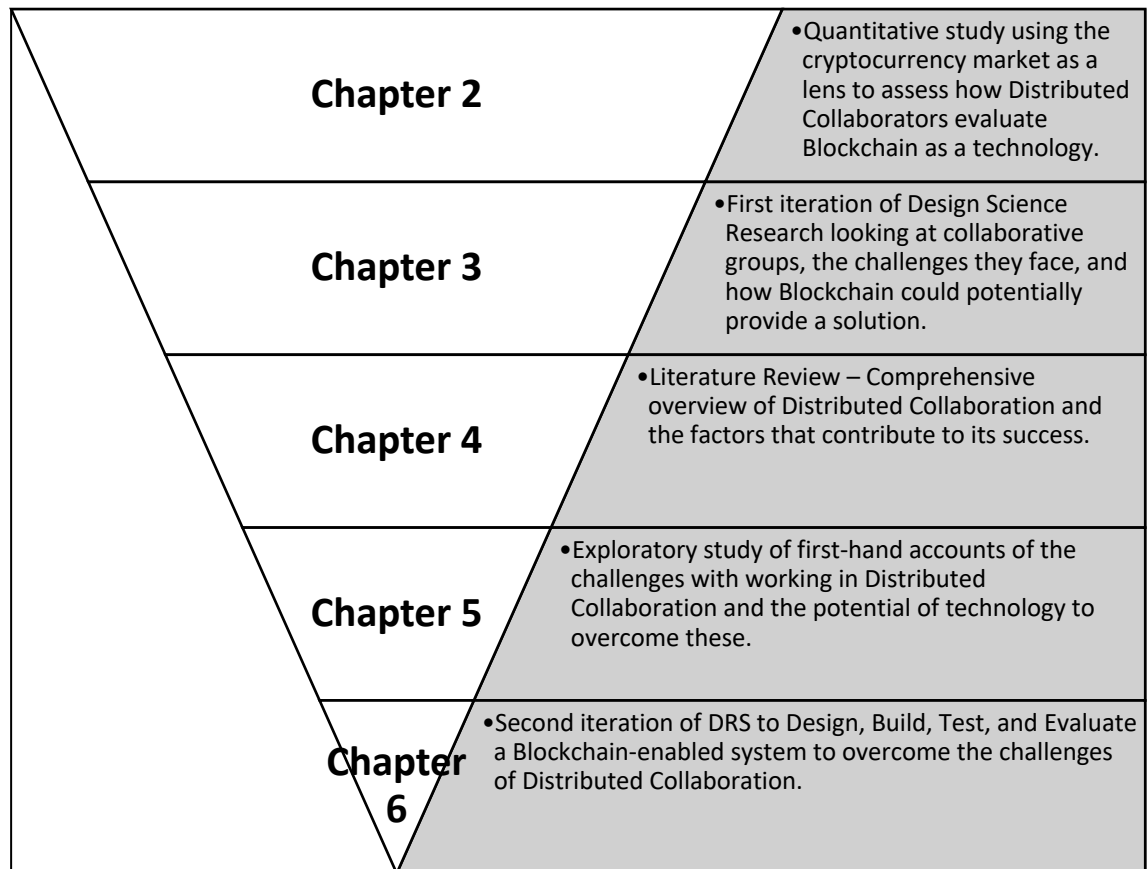 Chapter 2
•Quantitative study using the
cryptocurrency market as a
lens to assess how Distributed
Collaborators evaluate
Blockchain as a technology.
Chapter 3
•First iteration of Design Science
Research looking at collaborative
groups, the challenges they face, and
how Blockchain could potentially
provide a solution.
Chapter 4
•Literature Review – Comprehensive
overview of Distributed Collaboration and
the factors that contribute to its success.
Chapter 5
•Exploratory study of first-hand accounts of the
challenges with working in Distributed
Collaboration and the potential of technology to
overcome these.
Chapter
6
•Second iteration of DRS to Design, Build, Test, and Evaluate
a Blockchain-enabled system to overcome the challenges
of Distributed Collaboration.